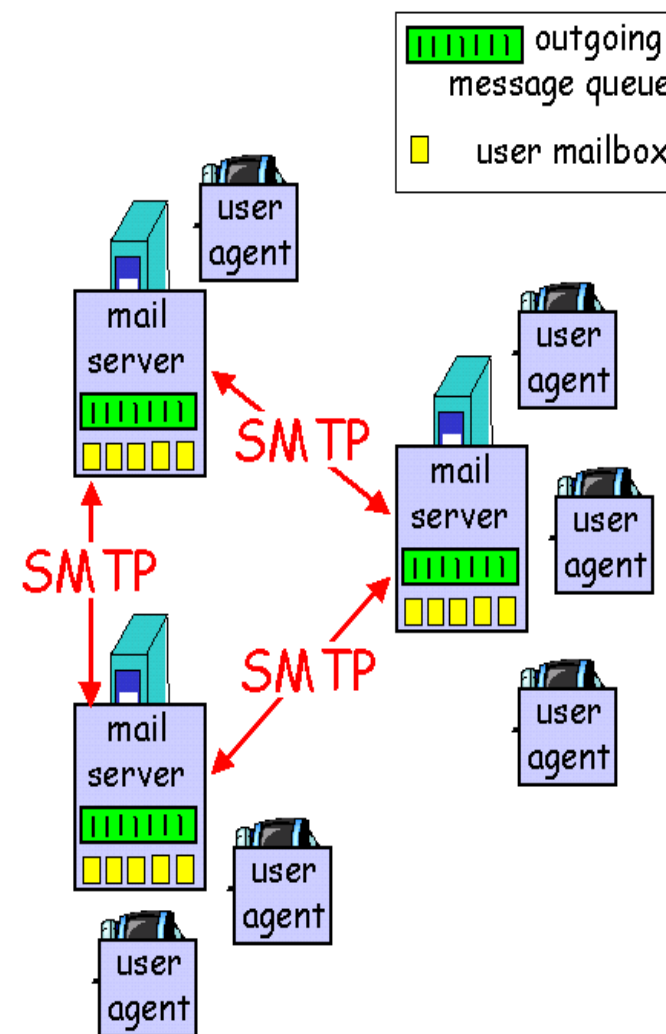 outgoing
message queue
user mailbox
user
agent
mail
server
user
agent
SMTP
mail
server
user
agent
SMTP
SMTP
user
agent
mail
server
user
agent
user
agent